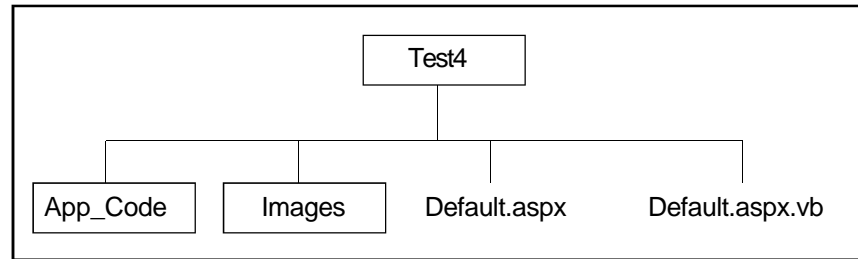 Test4
App_Code
Images
Default.aspx
Default.aspx.vb